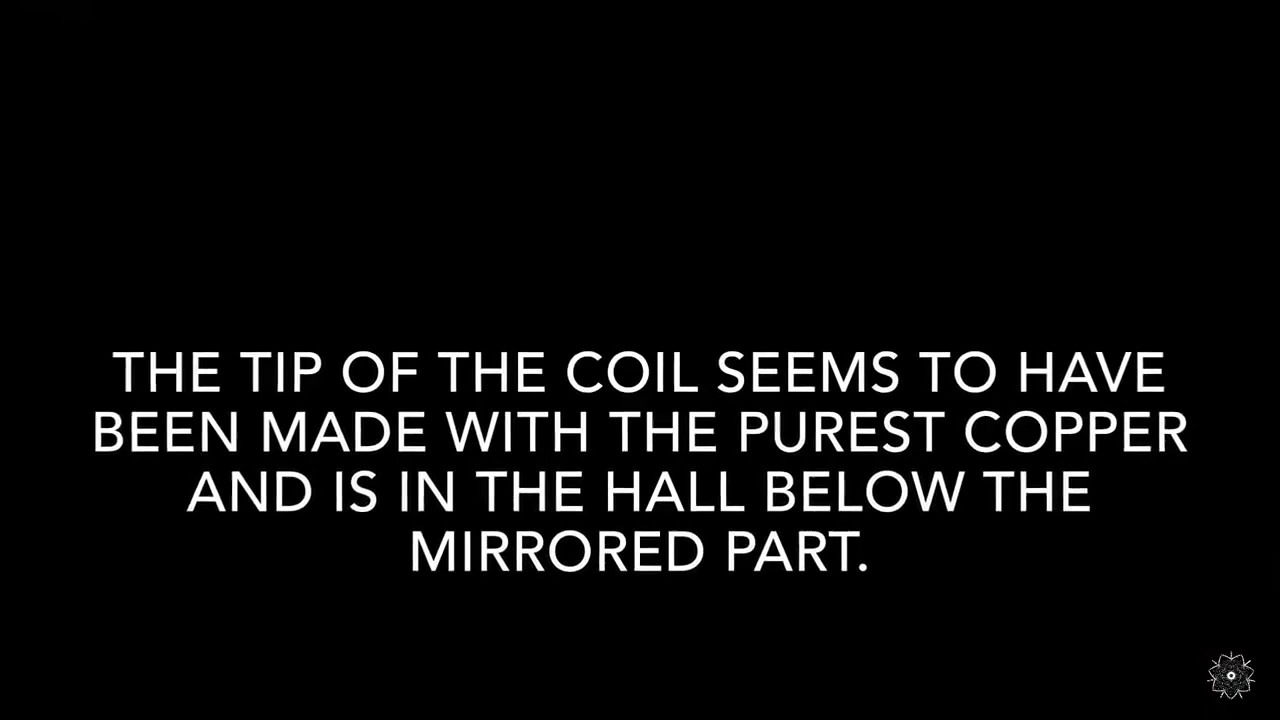 THE TIP OF THE COIL SEEMS TO HAVE
BEEN MADE WITH THE PUREST COPPER
AND IS IN THE HALL BELOW THE
MIRRORED PART.